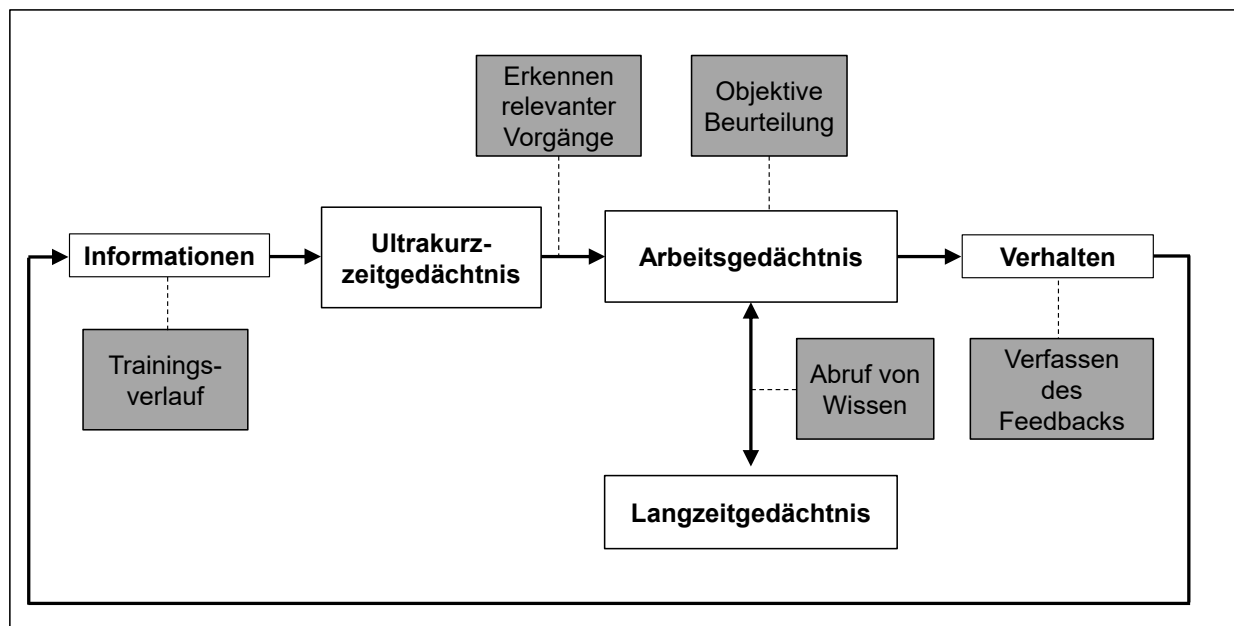 Erkennen
relevanter
Vorgänge
Objektive
Beurteilung
Informationen
Ultrakurz-
zeitgedächtnis
Arbeitsgedächtnis
Verhalten
Trainings-
verlauf
Abruf von
Wissen
Verfassen
des
Feedbacks
Langzeitgedächtnis